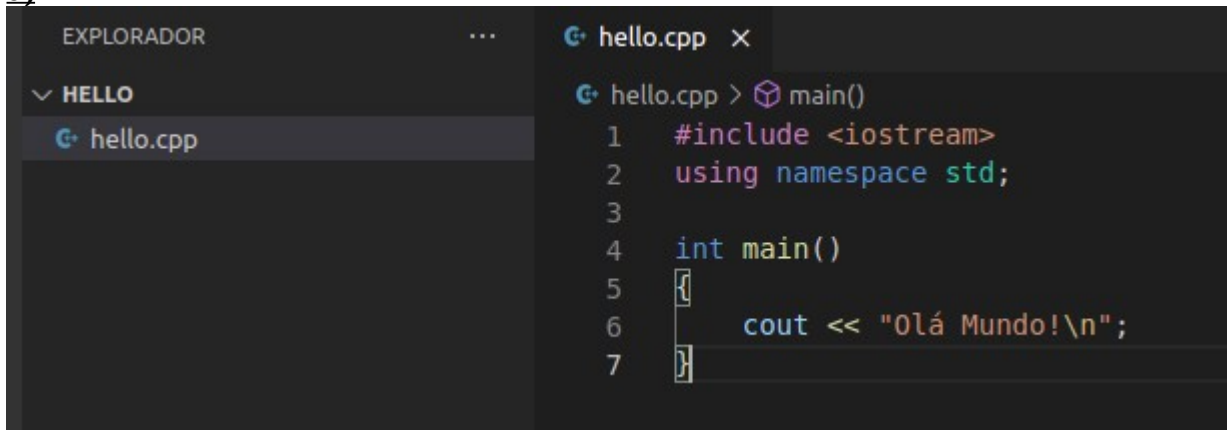 EXPLORADOR ...
HELLO
hello.cpp
hello.cpp ×
hello.cpp > main()
1 #include <iostream>
2 using namespace std;
3
4 int main()
5 {
6 cout << "Olá Mundo!\n";
7 }